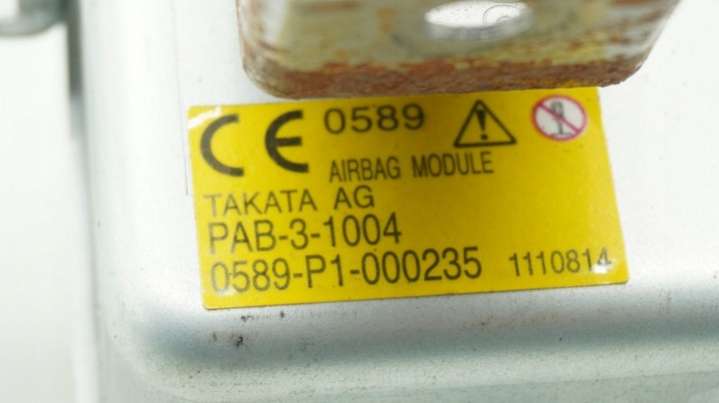 CE 0589
AIRBAG MODULE
TAKATA AG
PAB-3-1004
0589-P1-000235 1110814